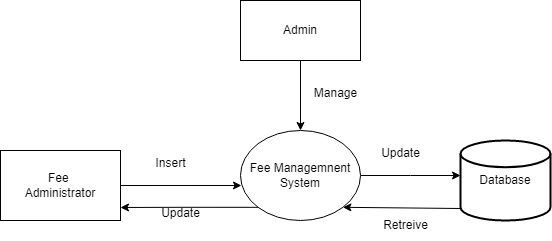 Admin
Manage
Insert
Fee Managemnent
System
Update
Fee
Administrator
Database
Update
Retreive